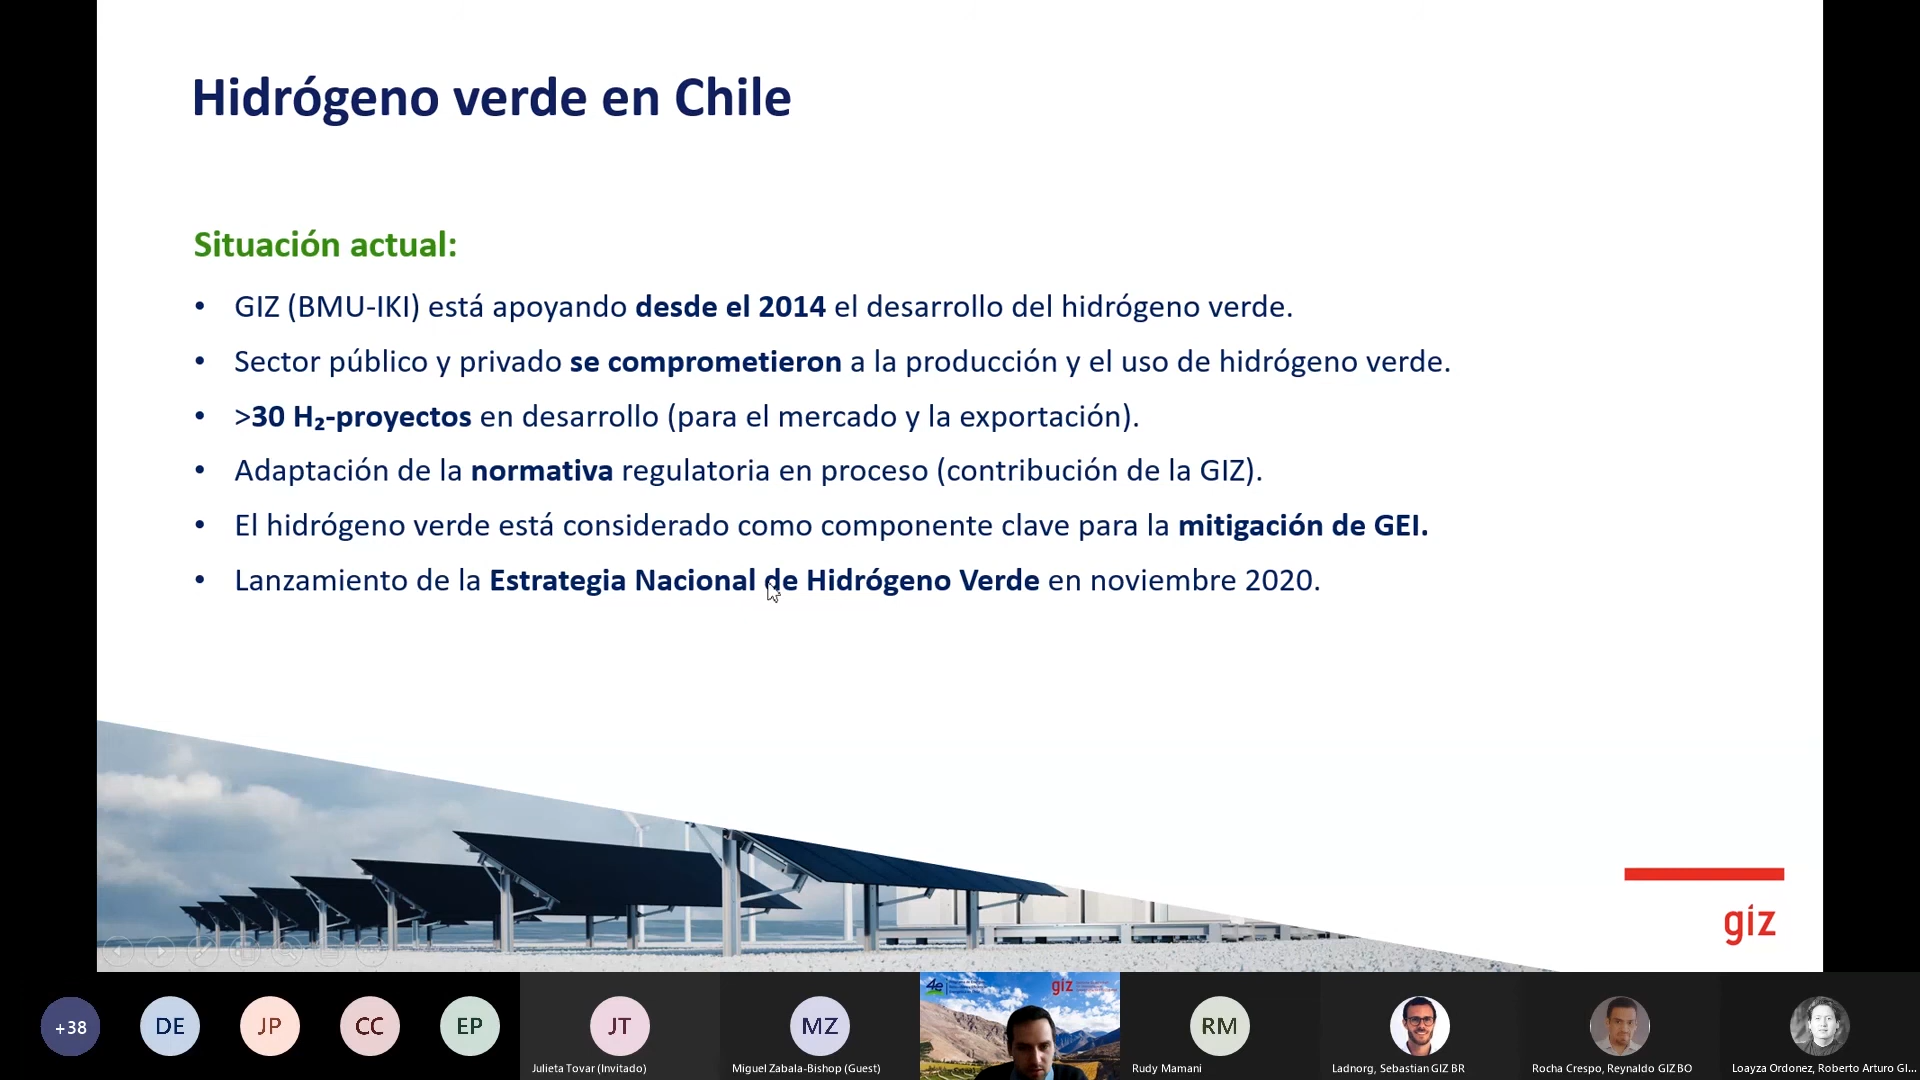 Hidrógeno verde en Chile
Situación actual:
• GIZ (BMU-IKI) está apoyando desde el 2014 el desarrollo del hidrógeno verde.
• Sector público y privado se comprometieron a la producción y el uso de hidrógeno verde.
• >30 H₂-proyectos en desarrollo (para el mercado y la exportación).
• Adaptación de la normativa regulatoria en proceso (contribución de la GIZ).
• El hidrógeno verde está considerado como componente clave para la mitigación de GEI.
• Lanzamiento de la Estrategia Nacional de Hidrógeno Verde en noviembre 2020.
giz
+38
DE
JP
CC
EP
JT
MZ
4e
giz
RM
Julieta Tovar (Invitado)
Miguel Zabala-Bishop (Guest)
Rudy Mamani
Ladnorg, Sebastian GIZ BR
Rocha Crespo, Reynaldo GIZ BO
Loayza Ordonez, Roberto Arturo GI...